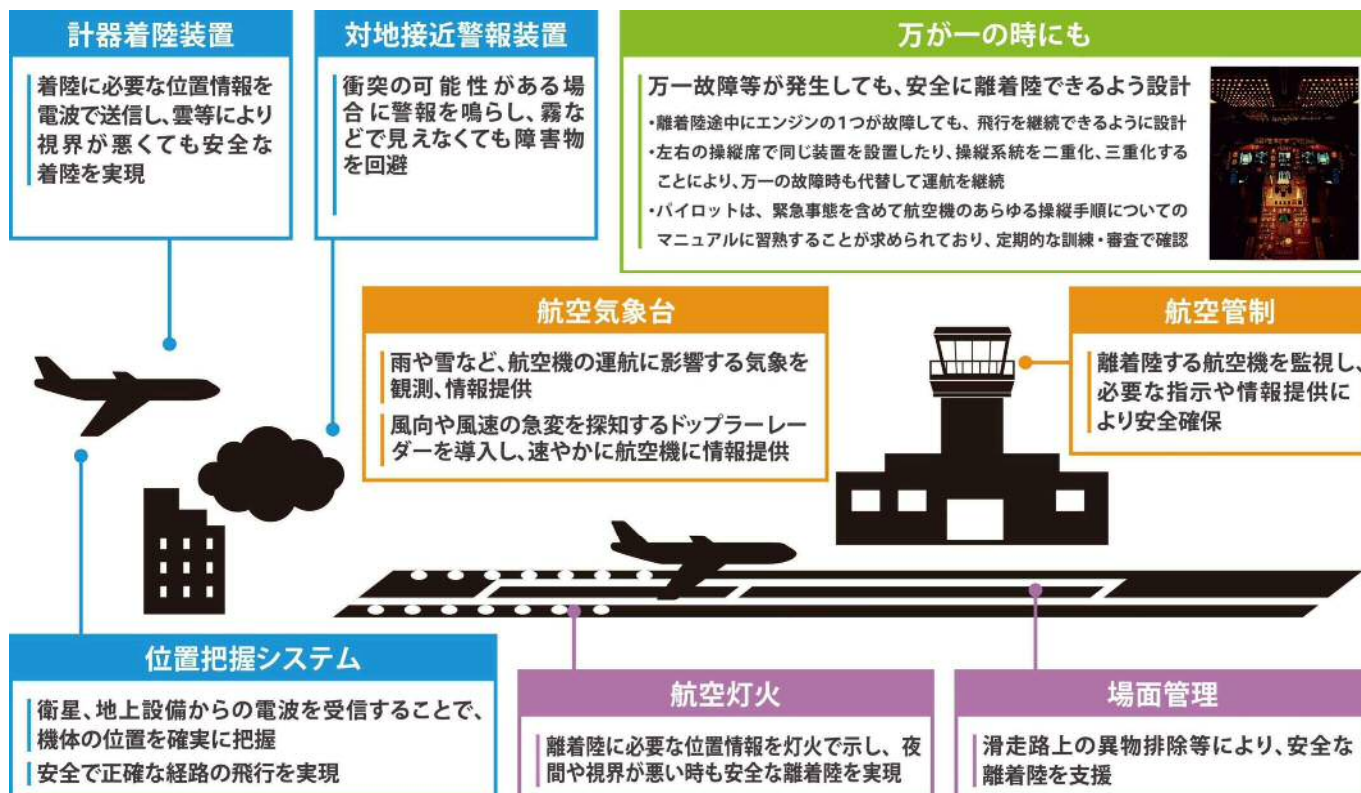 計器着陸装置
着陸に必要な位置情報を
電波で送信し、雲等により
視界が悪くても安全な
着陸を実現
対地接近警報装置
衝突の可能性がある場
合に警報を鳴らし、霧な
どで見えなくても障害物
を回避
万が一の時にも
万一故障等が発生しても、安全に離着陸できるよう設計
・離着陸途中にエンジンの1つが故障しても、飛行を継続できるように設計
・左右の操縦席で同じ装置を設置したり、操縦系統を二重化、三重化する
ことにより、万一の故障時も代替して運航を継続
・パイロットは、緊急事態を含めて航空機のあらゆる操縦手順についての
マニュアルに習熟することが求められており、定期的な訓練・審査で確認
航空気象台
雨や雪など、航空機の運航に影響する気象を
観測、情報提供
風向や風速の急変を探知するドップラーレー
ダーを導入し、速やかに航空機に情報提供
航空管制
離着陸する航空機を監視し、
必要な指示や情報提供に
より安全確保
位置把握システム
衛星、地上設備からの電波を受信することで、
機体の位置を確実に把握
安全で正確な経路の飛行を実現
航空灯火
離着陸に必要な位置情報を灯火で示し、夜
間や視界が悪い時も安全な離着陸を実現
場面管理
滑走路上の異物排除等により、安全な
離着陸を支援